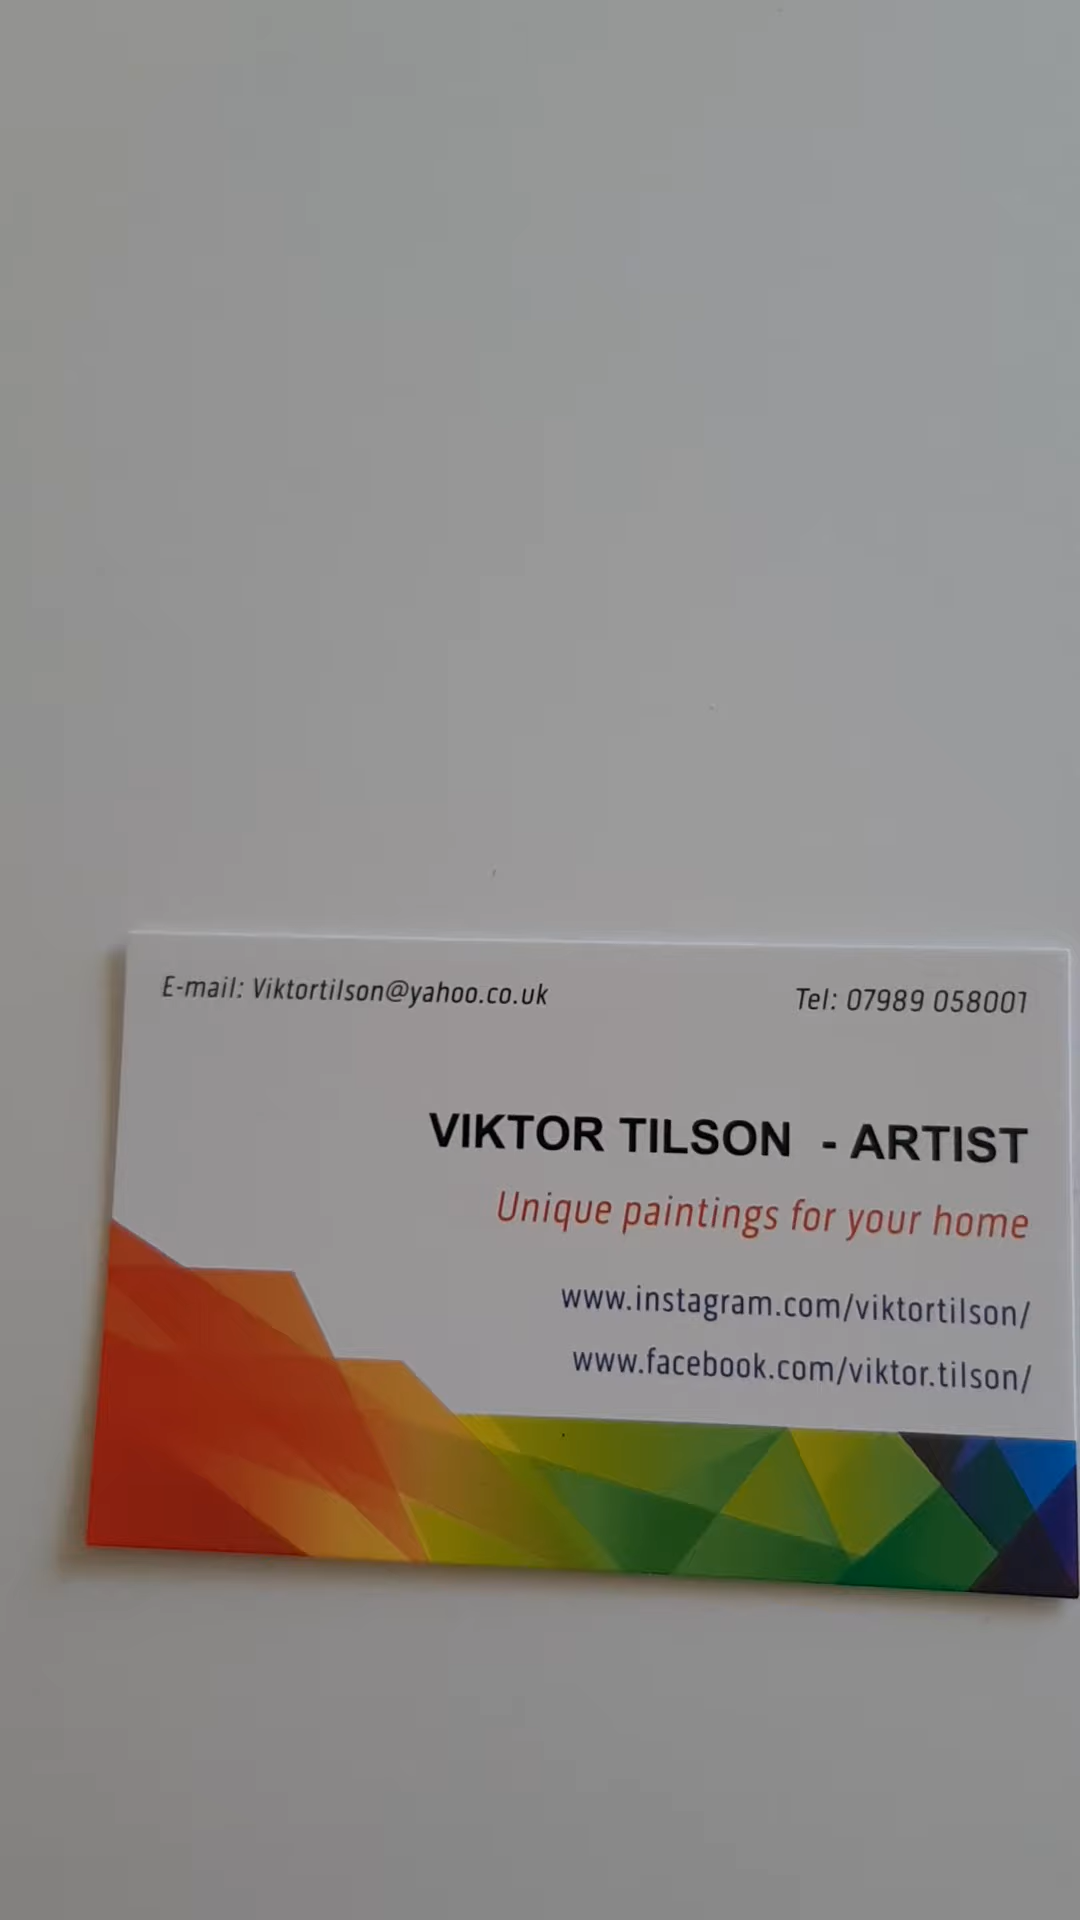 E-mail: Viktortilson@yahoo.co.uk Tel: 07989 058001
VIKTOR TILSON - ARTIST
Unique paintings for your home
www.instagram.com/viktortilson/
www.facebook.com/viktor.tilson/